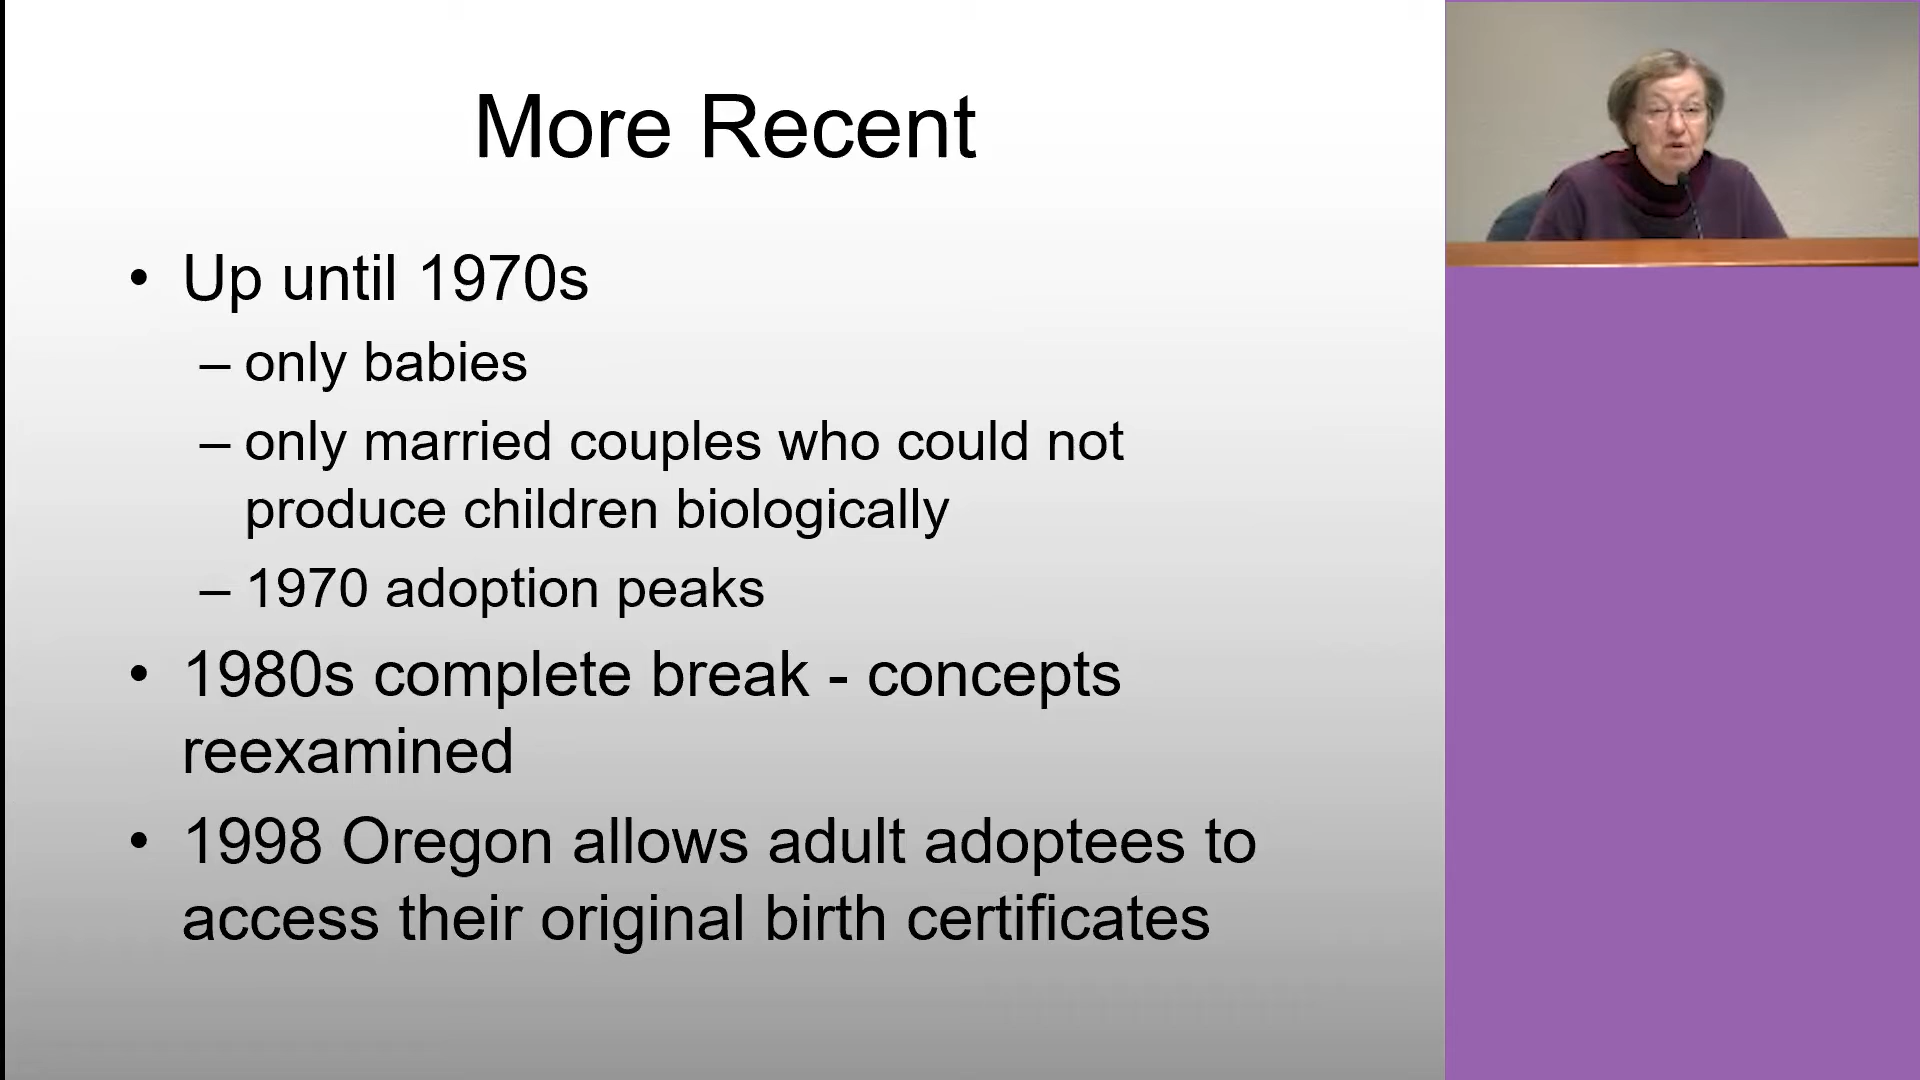 More Recent
• Up until 1970s
– only babies
– only married couples who could not
produce children biologically
– 1970 adoption peaks
• 1980s complete break - concepts
reexamined
• 1998 Oregon allows adult adoptees to
access their original birth certificates